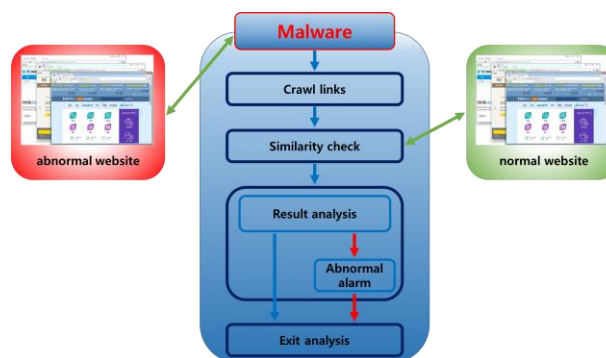 Malware
Crawl links
Similarity check
abnormal website
normal website
Result analysis
Abnormal
alarm
Exit analysis